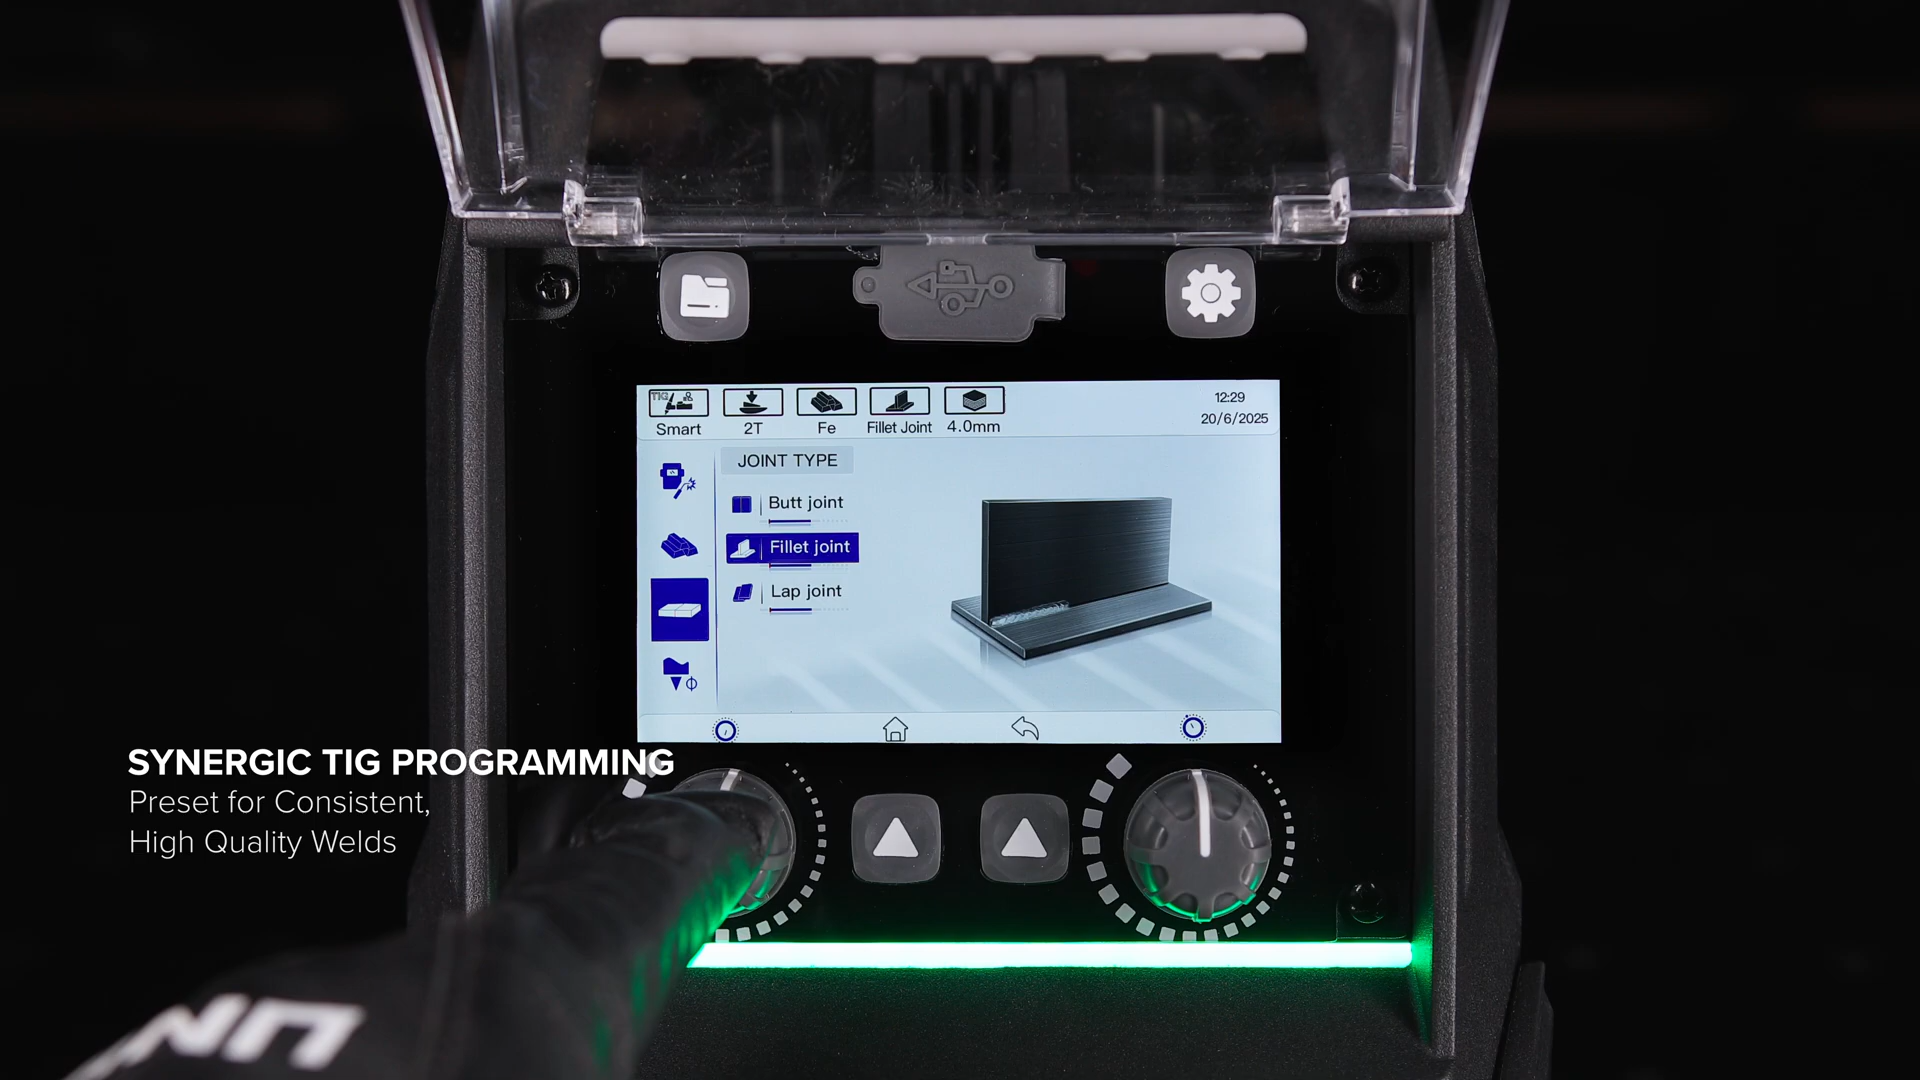 TIG
Smart
2T
Fe
Fillet Joint
4.0mm
12:29
20/6/2025
JOINT TYPE
Butt joint
Fillet joint
Lap joint
SYNERGIC TIG PROGRAMMING
Preset for Consistent,
High Quality Welds